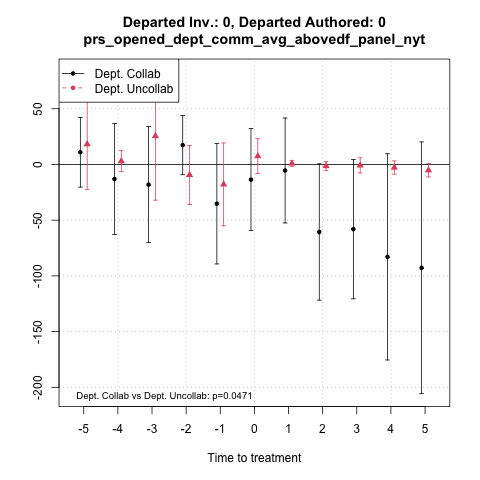 Departed Inv.: 0, Departed Authored: 0
prs_opened_dept_comm_avg_abovedf_panel_nyt
Dept. Collab
Dept. Uncollab
50
0
-50
-100
-150
-200
Dept. Collab vs Dept. Uncollab: p=0.0471
-5 -4 -3 -2 -1 0 1 2 3 4 5
Time to treatment